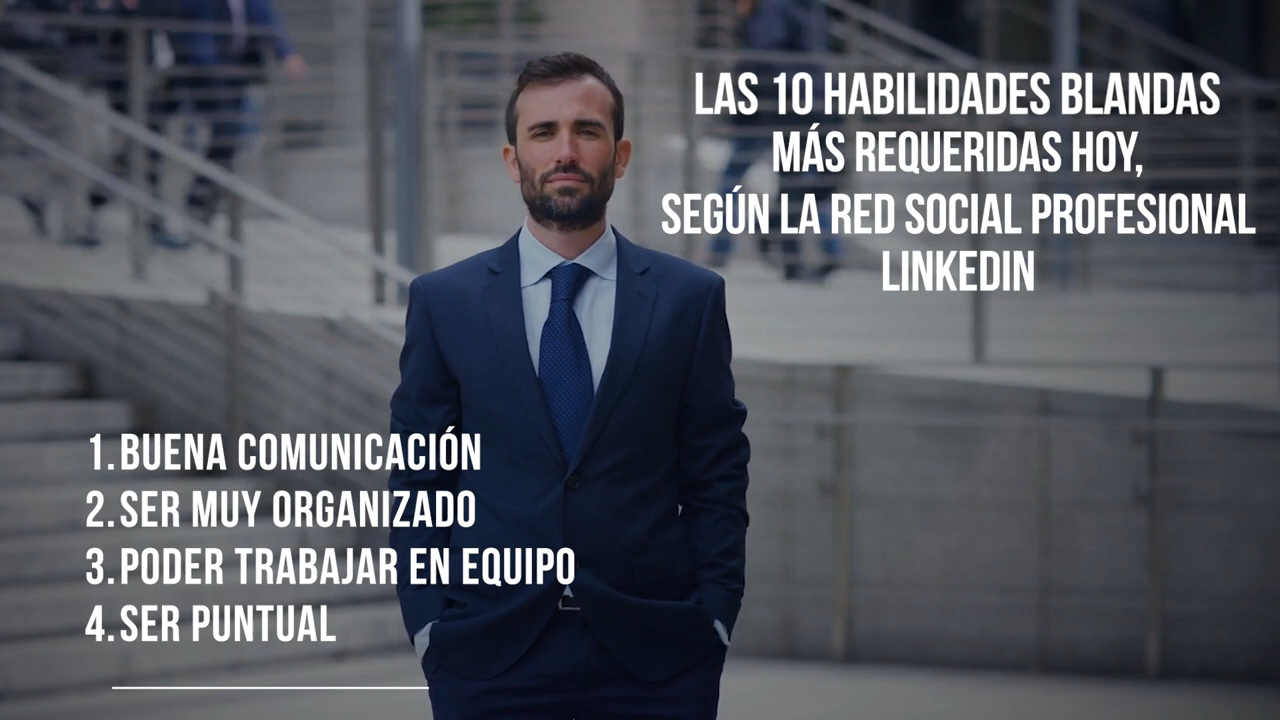 LAS 10 HABILIDADES BLANDAS
MÁS REQUERIDAS HOY,
SEGÚN LA RED SOCIAL PROFESIONAL
LINKEDIN
1. BUENA COMUNICACIÓN
2. SER MUY ORGANIZADO
3. PODER TRABAJAR EN EQUIPO
4. SER PUNTUAL